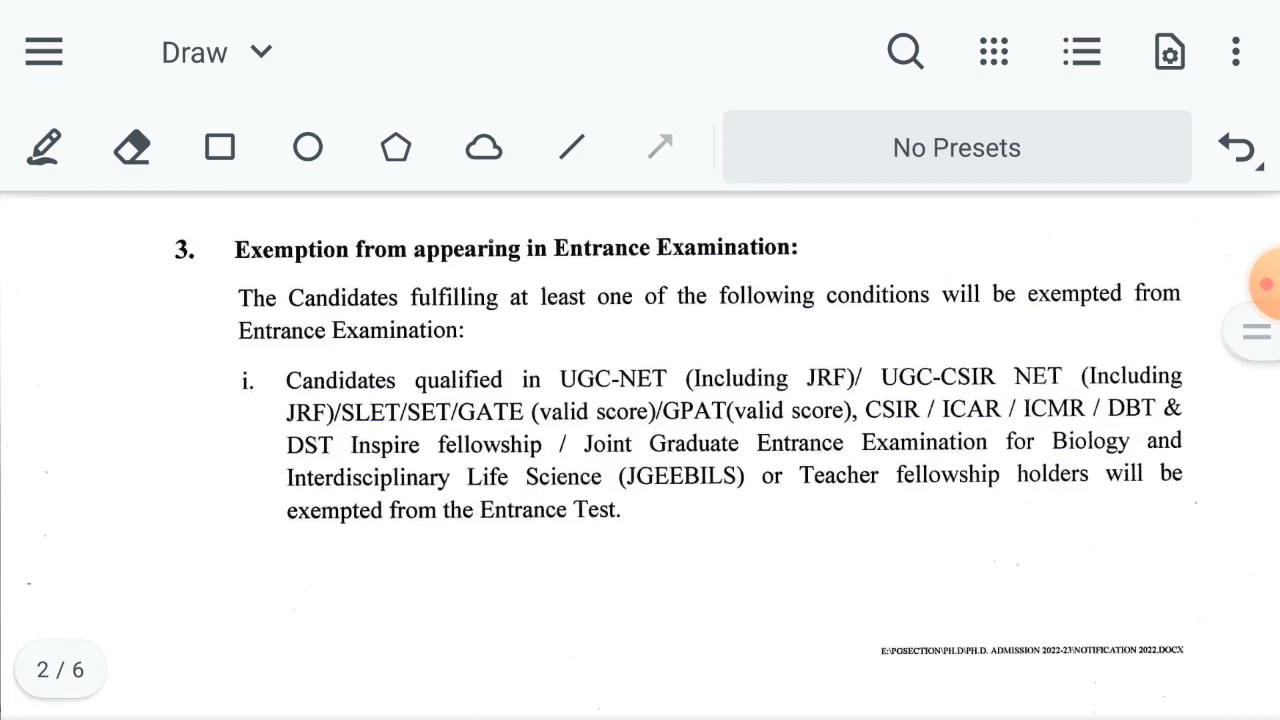 Draw
No Presets
3. Exemption from appearing in Entrance Examination:
The Candidates fulfilling at least one of the following conditions will be exempted from
Entrance Examination:
i. Candidates qualified in UGC-NET (Including JRF)/ UGC-CSIR NET (Including
JRF)/SLET/SET/GATE (valid score)/GPAT(valid score), CSIR / ICAR / ICMR / DBT &
DST Inspire fellowship / Joint Graduate Entrance Examination for Biology and
Interdisciplinary Life Science (JGEEBILS) or Teacher fellowship holders will be
exempted from the Entrance Test.
E:\PGSECTION\PH.D\PH.D. ADMISSION 2022-23\NOTIFICATION 2022.DOCX
2 / 6